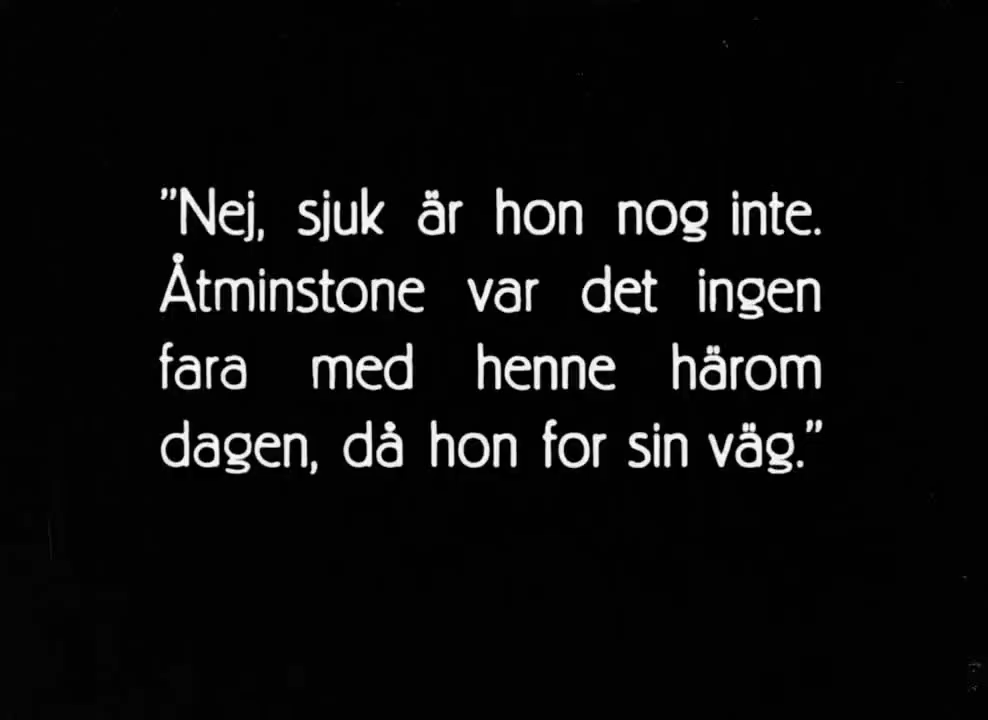 "Nej, sjuk är hon nog inte.
Åtminstone var det ingen
fara med henne härom
dagen, då hon for sin väg."